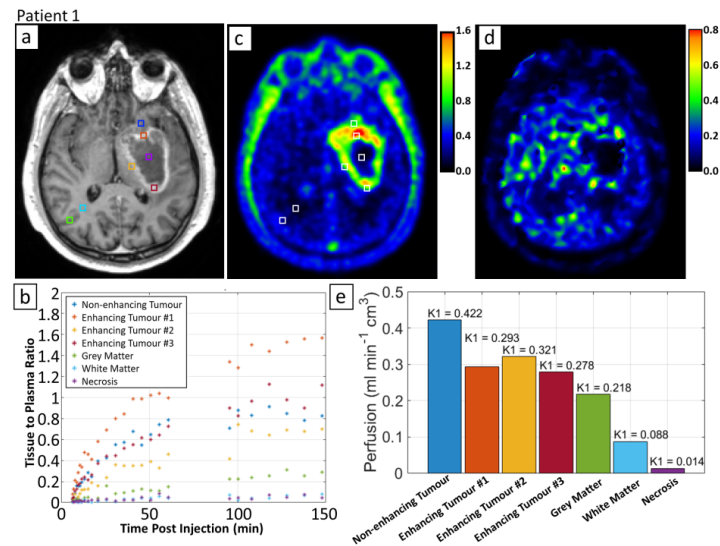 Patient 1
a
c
1.6
1.2
0.8
0.4
0.0
d
0.8
0.6
0.4
0.2
0.0
b
Tissue to Plasma Ratio
2
1.8
1.6
1.4
1.2
1
0.8
0.6
0.4
0.2
0
Non-enhancing Tumour
Enhancing Tumour #1
Enhancing Tumour #2
Enhancing Tumour #3
Grey Matter
White Matter
Necrosis
0
50
100
150
Time Post Injection (min)
e
Perfusion (ml min⁻¹ cm³)
0.5
0.4
0.3
0.2
0.1
0
K1 = 0.422
K1 = 0.293
K1 = 0.321
K1 = 0.278
K1 = 0.218
K1 = 0.088
K1 = 0.014
Non-enhancing Tumour
Enhancing Tumour #1
Enhancing Tumour #2
Enhancing Tumour #3
Grey Matter
White Matter
Necrosis